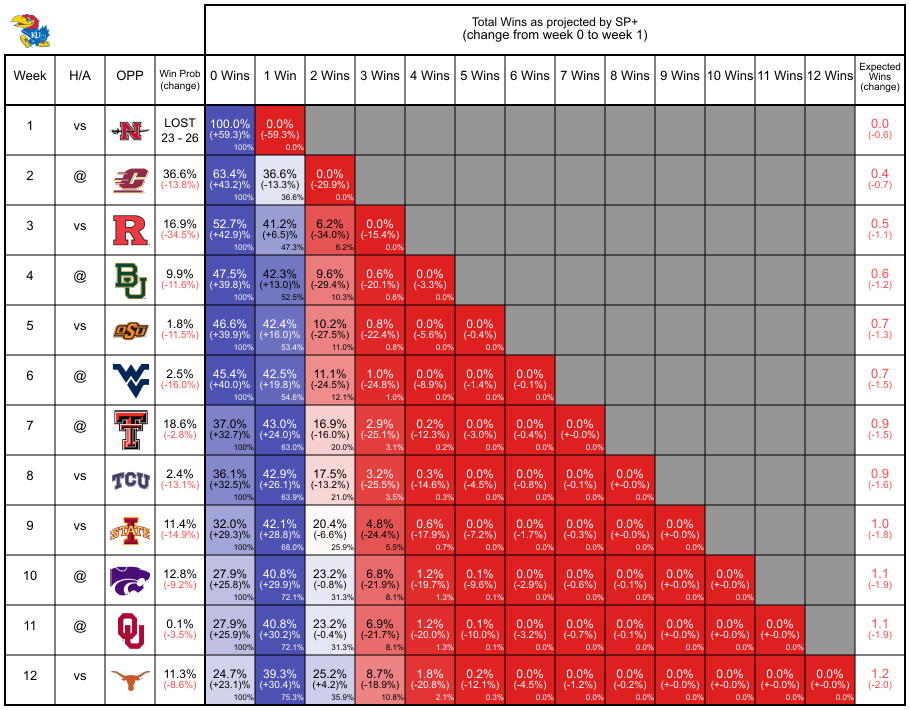 KU
Total Wins as projected by SP+
(change from week 0 to week 1)
Week H/A OPP Win Prob (change) 0 Wins 1 Win 2 Wins 3 Wins 4 Wins 5 Wins 6 Wins 7 Wins 8 Wins 9 Wins 10 Wins 11 Wins 12 Wins Expected Wins (change)
1 vs N LOST 100.0% 0.0% 0.0
23 - 26 (+59.3)% (-59.3%) (-0.6)
100% 0.0%
2 @ C 36.6% 63.4% 36.6% 0.0% 0.4
(-13.8%) (+43.2)% (-13.3%) (-29.9%) (-0.7)
100% 36.6% 0.0%
3 vs R 16.9% 52.7% 41.2% 6.2% 0.0% 0.5
(-34.5%) (+42.9)% (+6.5)% (-34.0%) (-15.4%) (-1.1)
100% 47.3% 6.2% 0.0%
4 @ BU 9.9% 47.5% 42.3% 9.6% 0.6% 0.0% 0.6
(-11.6%) (+39.8)% (+13.0)% (-29.4%) (-20.1%) (-3.3%) (-1.2)
100% 52.5% 10.3% 0.6% 0.0%
5 vs OSU 1.8% 46.6% 42.4% 10.2% 0.8% 0.0% 0.0% 0.7
(-11.5%) (+39.9)% (+16.0)% (-27.5%) (-22.4%) (-5.6%) (-0.4%) (-1.3)
100% 53.4% 11.0% 0.8% 0.0% 0.0%
6 @ WV 2.5% 45.4% 42.5% 11.1% 1.0% 0.0% 0.0% 0.0% 0.7
(-16.0%) (+40.0)% (+19.8)% (-24.5%) (-24.8%) (-8.9%) (-1.4%) (-0.1%) (-1.5)
100% 54.6% 12.1% 1.0% 0.0% 0.0% 0.0%
7 @ T 18.6% 37.0% 43.0% 16.9% 2.9% 0.2% 0.0% 0.0% 0.0% 0.9
(-2.8%) (+32.7)% (+24.0)% (-16.0%) (-25.1%) (-12.3%) (-3.0%) (-0.4%) (+-0.0%) (-1.5)
100% 63.0% 20.0% 3.1% 0.2% 0.0% 0.0% 0.0%
8 vs TCU 2.4% 36.1% 42.9% 17.5% 3.2% 0.3% 0.0% 0.0% 0.0% 0.0% 0.9
(-13.1%) (+32.5)% (+26.1)% (-13.2%) (-25.5%) (-14.6%) (-4.5%) (-0.8%) (-0.1%) (+-0.0%) (-1.6)
100% 63.9% 21.0% 3.5% 0.3% 0.0% 0.0% 0.0% 0.0%
9 vs I STATE 11.4% 32.0% 42.1% 20.4% 4.8% 0.6% 0.0% 0.0% 0.0% 0.0% 0.0% 1.0
(-14.9%) (+29.3)% (+28.8)% (-6.6%) (-24.4%) (-17.9%) (-7.2%) (-1.7%) (-0.3%) (+-0.0%) (+-0.0%) (-1.8)
100% 68.0% 25.9% 5.5% 0.7% 0.0% 0.0% 0.0% 0.0% 0.0%
10 @ 12.8% 27.9% 40.8% 23.2% 6.8% 1.2% 0.1% 0.0% 0.0% 0.0% 0.0% 0.0% 1.1
(-9.2%) (+25.8)% (+29.9)% (-0.8%) (-21.9%) (-19.7%) (-9.6%) (-2.9%) (-0.6%) (-0.1%) (+-0.0%) (+-0.0%) (-1.9)
100% 72.1% 31.3% 8.1% 1.3% 0.1% 0.0% 0.0% 0.0% 0.0% 0.0%
11 @ OU 0.1% 27.9% 40.8% 23.2% 6.9% 1.2% 0.1% 0.0% 0.0% 0.0% 0.0% 0.0% 0.0% 1.1
(-3.5%) (+25.9)% (+30.2)% (-0.4%) (-21.7%) (-20.0%) (-10.0%) (-3.2%) (-0.7%) (-0.1%) (+-0.0%) (+-0.0%) (+-0.0%) (-1.9)
100% 72.1% 31.3% 8.1% 1.3% 0.1% 0.0% 0.0% 0.0% 0.0% 0.0% 0.0%
12 vs 11.3% 24.7% 39.3% 25.2% 8.7% 1.8% 0.2% 0.0% 0.0% 0.0% 0.0% 0.0% 0.0% 0.0% 1.2
(-8.6%) (+23.1)% (+30.4)% (+4.2)% (-18.9%) (-20.8%) (-12.1%) (-4.5%) (-1.2%) (-0.2%) (+-0.0%) (+-0.0%) (+-0.0%) (+-0.0%) (-2.0)
100% 75.3% 35.9% 10.8% 2.1% 0.3% 0.0% 0.0% 0.0% 0.0% 0.0% 0.0% 0.0%